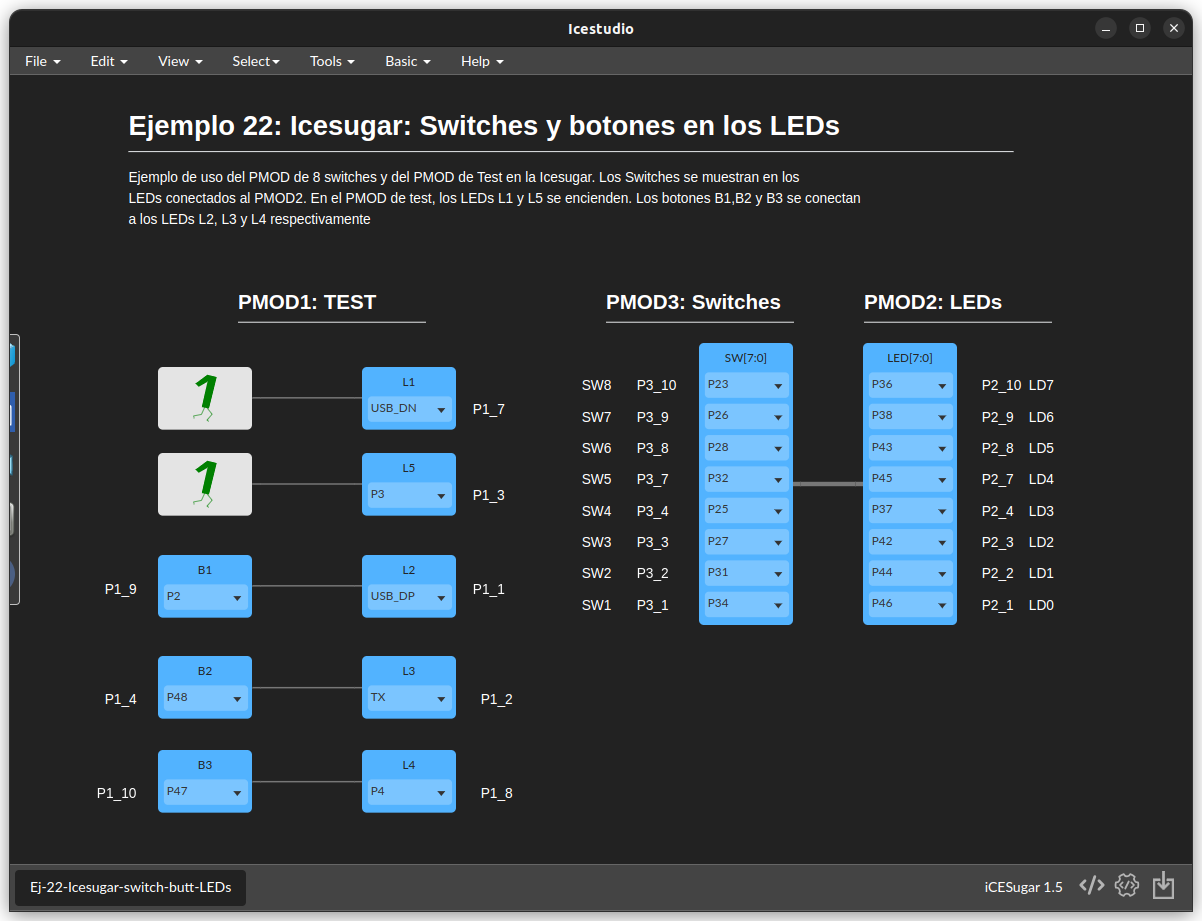 Icestudio
File Edit View Select Tools Basic Help
Ejemplo 22: Icesugar: Switches y botones en los LEDs
Ejemplo de uso del PMOD de 8 switches y del PMOD de Test en la Icesugar. Los Switches se muestran en los
LEDs conectados al PMOD2. En el PMOD de test, los LEDs L1 y L5 se encienden. Los botones B1,B2 y B3 se conectan
a los LEDs L2, L3 y L4 respectivamente
PMOD1: TEST
1
L1
USB_DN
P1_7
1
L5
P3
P1_3
P1_9
B1
P2
L2
USB_DP
P1_1
P1_4
B2
P48
L3
TX
P1_2
P1_10
B3
P47
L4
P4
P1_8
PMOD3: Switches
PMOD2: LEDs
SW[7:0]
LED[7:0]
SW8 P3_10 P23 P36 P2_10 LD7
SW7 P3_9 P26 P38 P2_9 LD6
SW6 P3_8 P28 P43 P2_8 LD5
SW5 P3_7 P32 P45 P2_7 LD4
SW4 P3_4 P25 P37 P2_4 LD3
SW3 P3_3 P27 P42 P2_3 LD2
SW2 P3_2 P31 P44 P2_2 LD1
SW1 P3_1 P34 P46 P2_1 LD0
Ej-22-Icesugar-switch-butt-LEDs
iCESugar 1.5